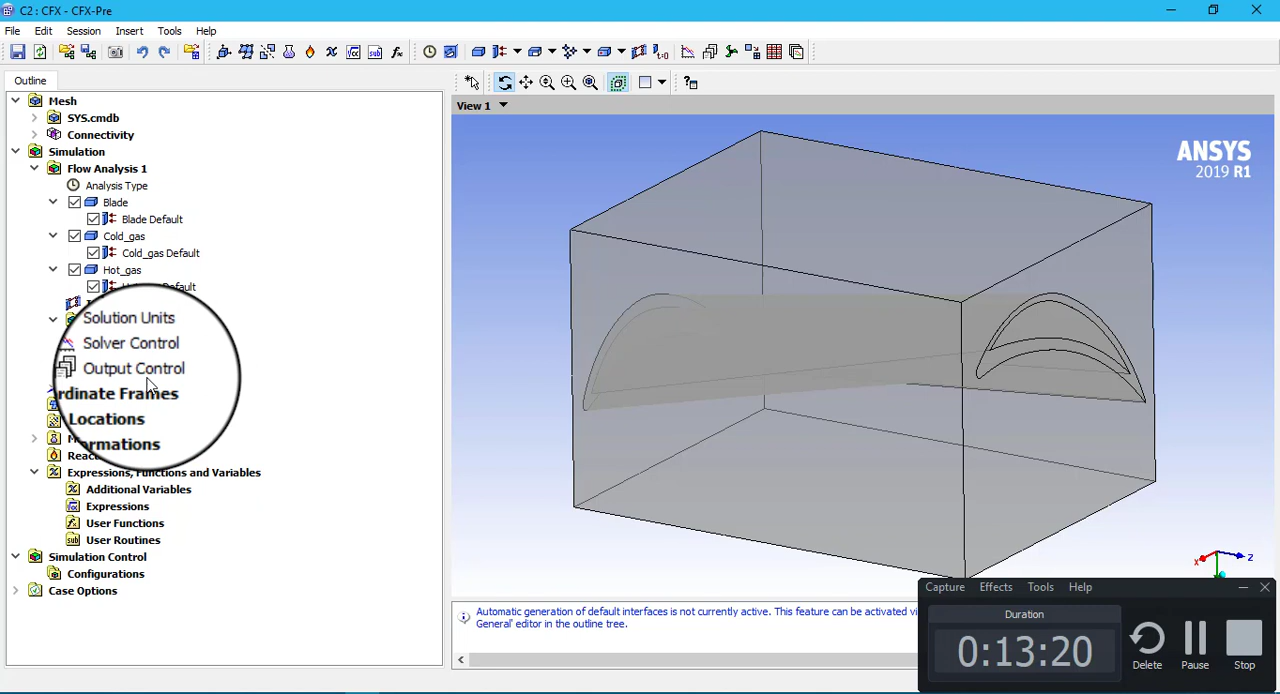 C2 : CFX - CFX-Pre
File Edit Session Insert Tools Help
Outline
Mesh
SYS.cmdb
Connectivity
Simulation
Flow Analysis 1
Analysis Type
Blade
Blade Default
Cold_gas
Cold_gas Default
Hot_gas
Default
Solution Units
Solver Control
Output Control
rdinate Frames
Locations
ormations
Reac
Expressions, Functions and Variables
Additional Variables
Expressions
User Functions
User Routines
Simulation Control
Configurations
Case Options
View 1
ANSYS
2019 R1
x
z
Automatic generation of default interfaces is not currently active. This feature can be activated vi
General' editor in the outline tree.
Capture Effects Tools Help
Duration
0:13:20
Delete Pause Stop